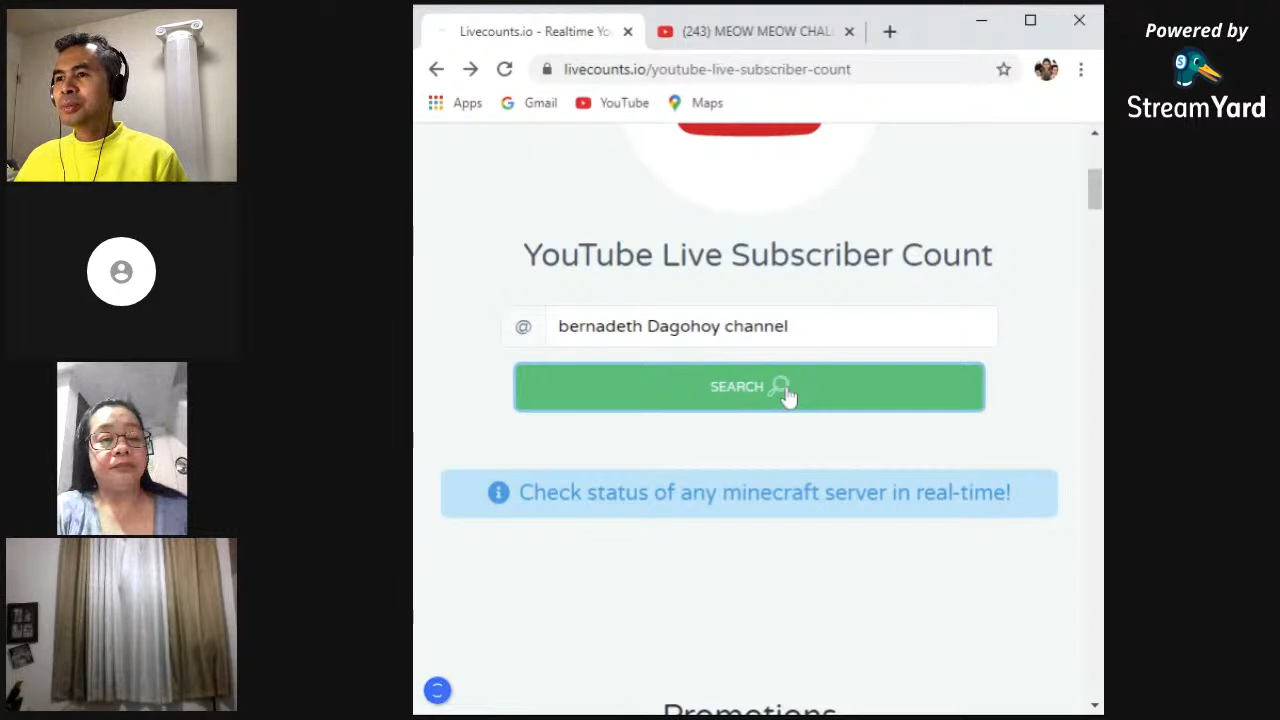 Livecounts.io - Realtime Yo
(243) MEOW MEOW CHAL
Powered by
StreamYard
livecounts.io/youtube-live-subscriber-count
Apps
Gmail
YouTube
Maps
YouTube Live Subscriber Count
@ bernadeth Dagohoy channel
SEARCH
Check status of any minecraft server in real-time!
Promotions